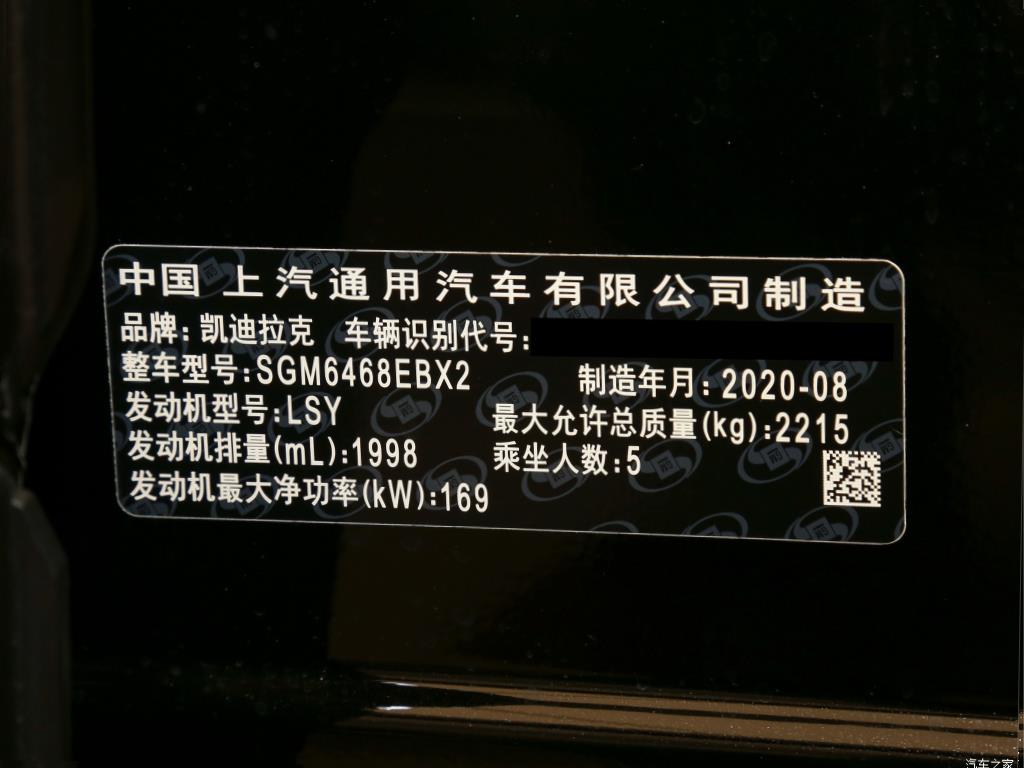 中国 上汽通用汽车有限公司制造
品牌:凯迪拉克 车辆识别代号:
整车型号:SGM6468EBX2 制造年月:2020-08
发动机型号:LSY 最大允许总质量(kg):2215
发动机排量(mL):1998 乘坐人数:5
发动机最大净功率(kW):169
汽车之家